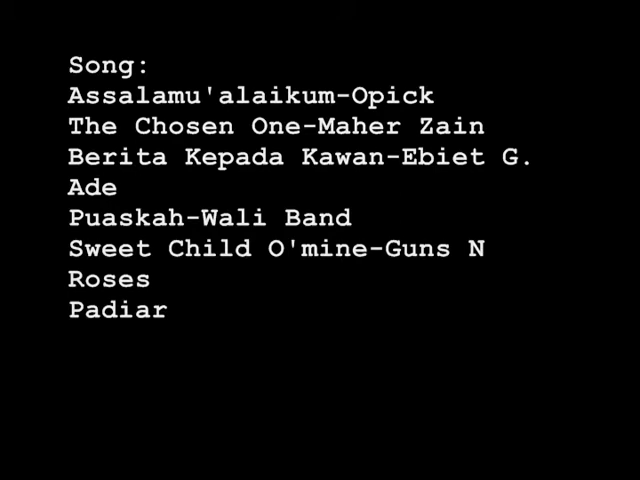 Song:
Assalamu'alaikum-Opick
The Chosen One-Maher Zain
Berita Kepada Kawan-Ebiet G.
Ade
Puaskah-Wali Band
Sweet Child O'mine-Guns N
Roses
Padiar